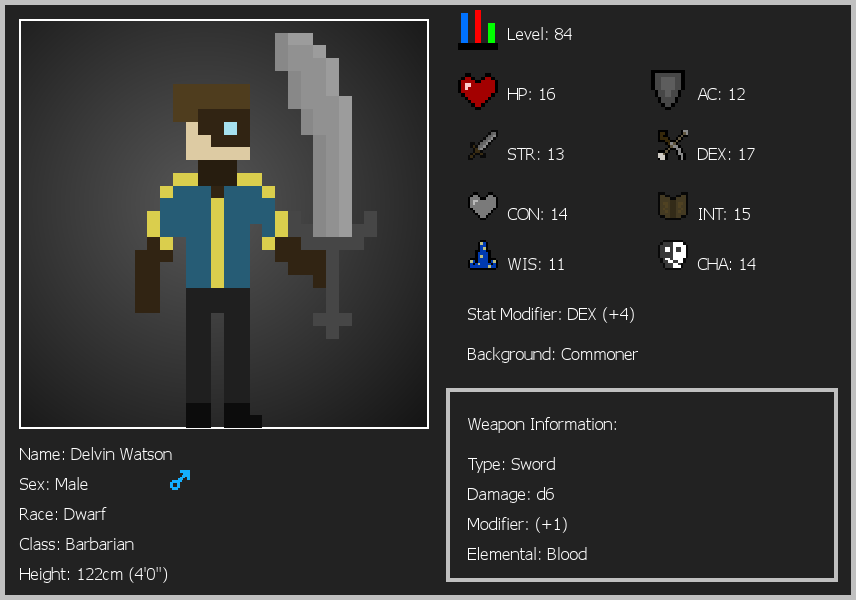 Level: 84
HP: 16
AC: 12
STR: 13
DEX: 17
CON: 14
INT: 15
WIS: 11
CHA: 14
Stat Modifier: DEX (+4)
Background: Commoner
Weapon Information:
Type: Sword
Damage: d6
Modifier: (+1)
Elemental: Blood
Name: Delvin Watson
Sex: Male
Race: Dwarf
Class: Barbarian
Height: 122cm (4'0")